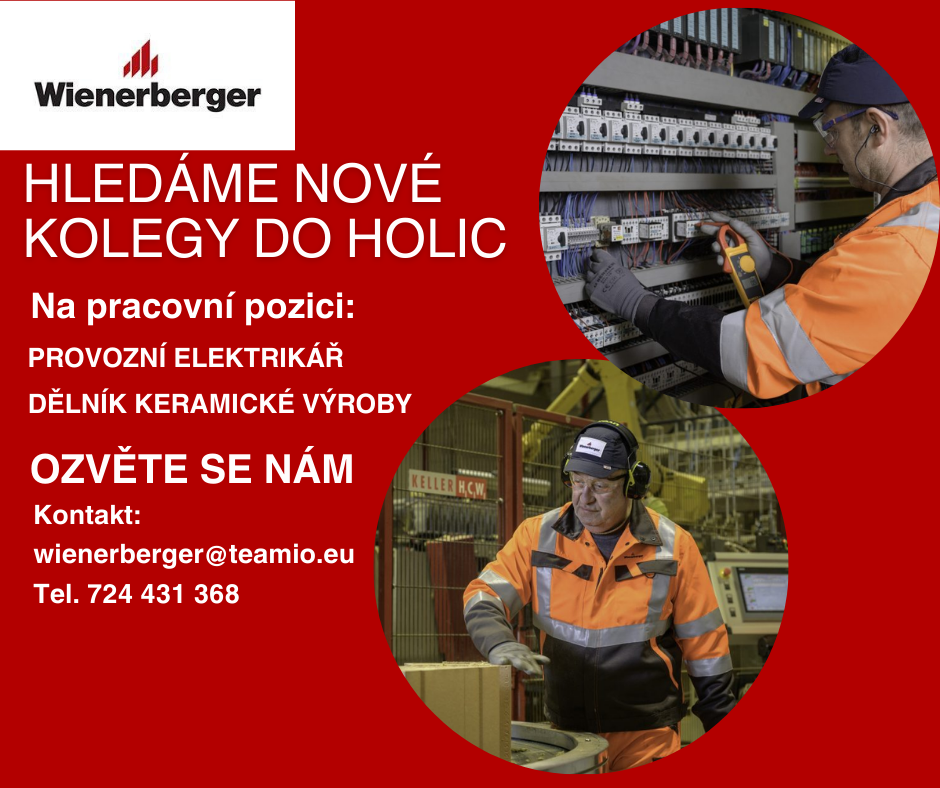 Wienerberger
HLEDÁME NOVÉ
KOLEGY DO HOLIC
Na pracovní pozici:
PROVOZNÍ ELEKTRIKÁŘ
DĚLNÍK KERAMICKÉ VÝROBY
OZVĚTE SE NÁM
Kontakt:
wienerberger@teamio.eu
Tel. 724 431 368
Wienerberger
KELLER H.C.W.